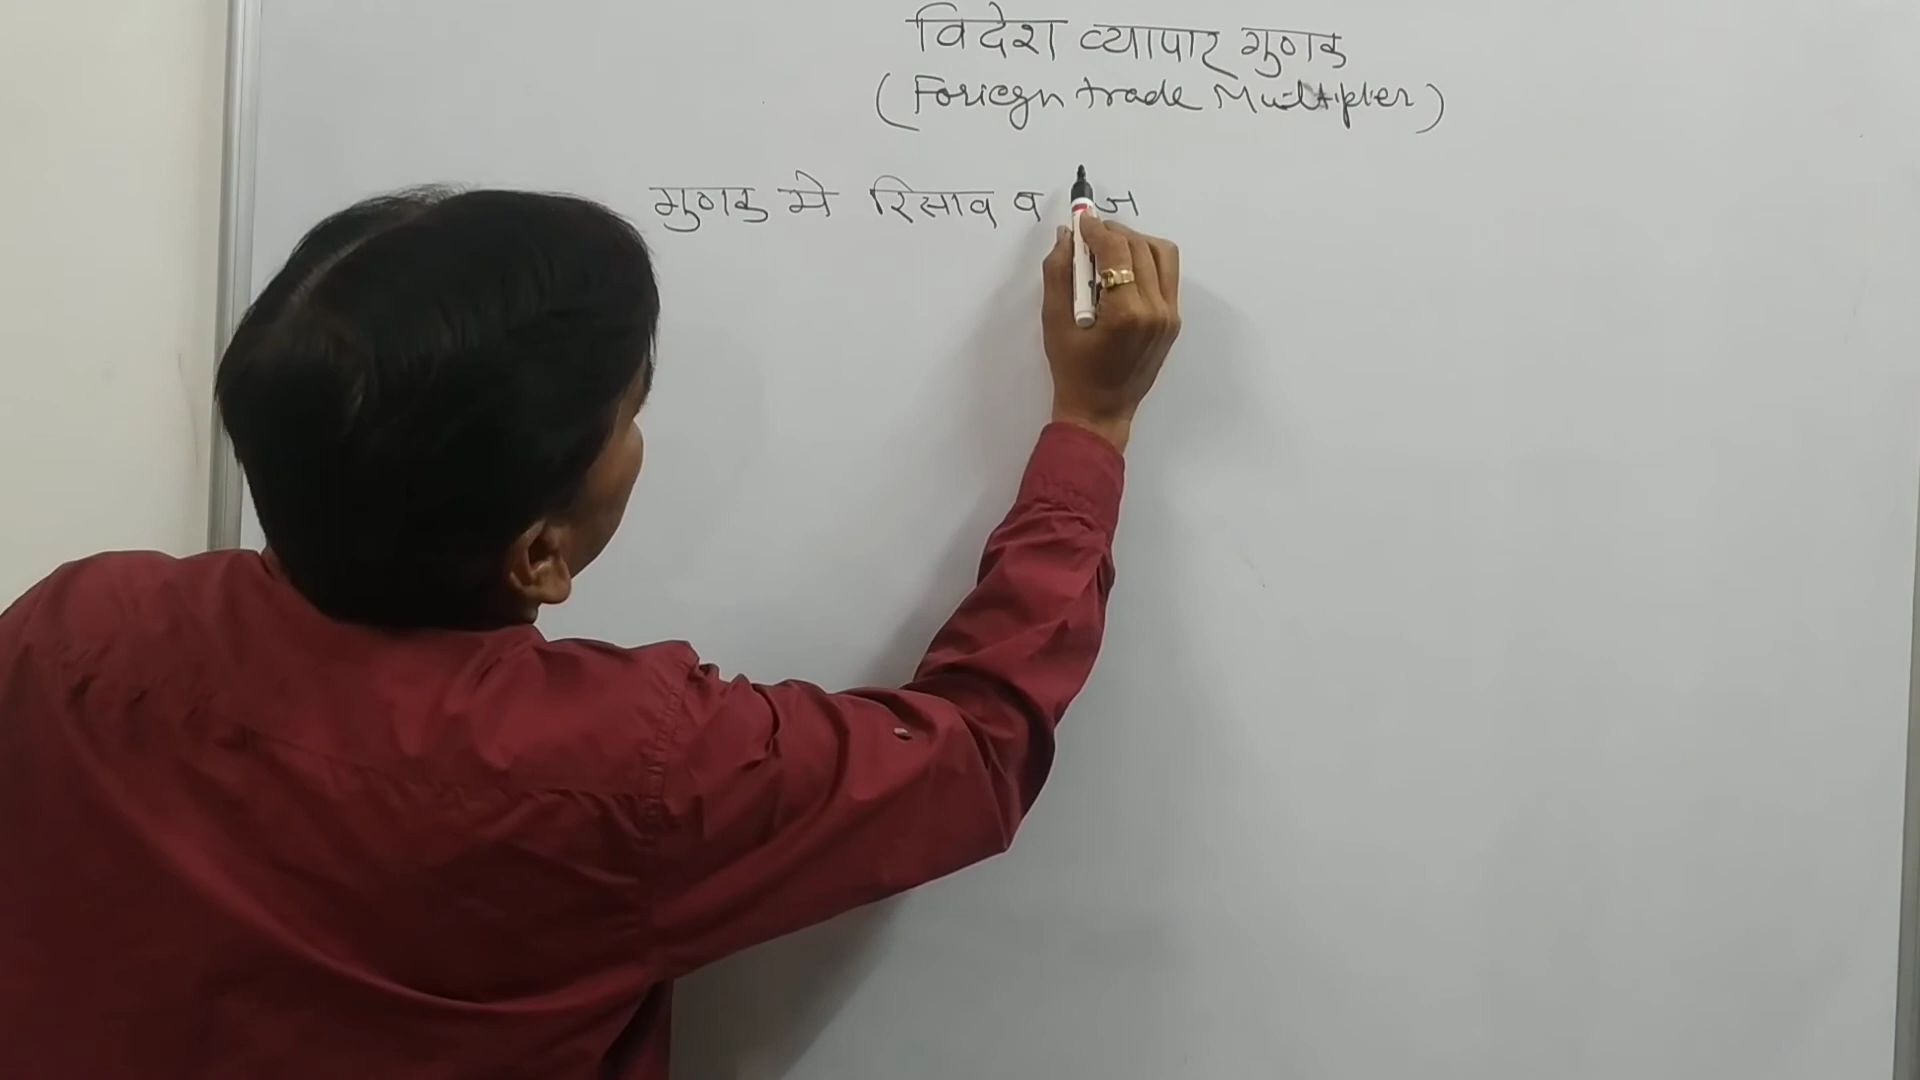 विदेश व्यापार गुणक
(Foriegn trade Multiplier)
गुणक मे रिसाव व